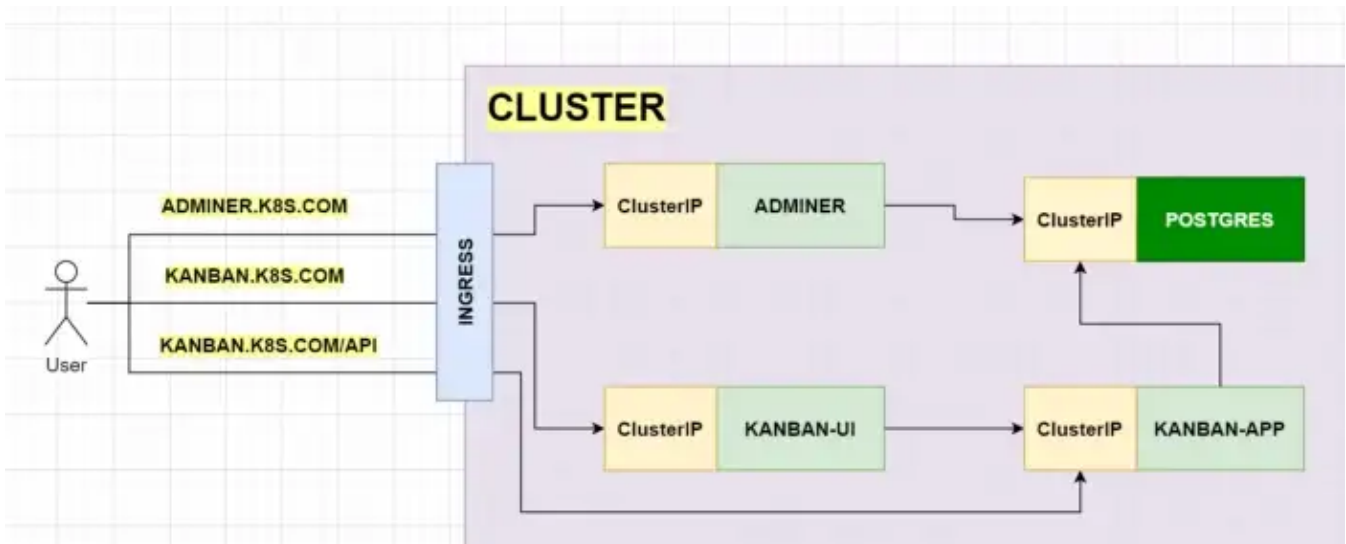 CLUSTER
ADMINER.K8S.COM
ClusterIP
ADMINER
ClusterIP
POSTGRES
KANBAN.K8S.COM
INGRESS
KANBAN.K8S.COM/API
User
ClusterIP
KANBAN-UI
ClusterIP
KANBAN-APP